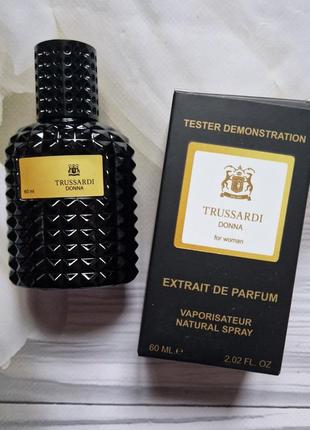 TRUSSARDI
DONNA
60 ml
TESTER DEMONSTRATION
TRUSSARDI
DONNA
for woman
EXTRAIT DE PARFUM
VAPORISATEUR
NATURAL SPRAY
60 ML.e
2.02 FL. OZ